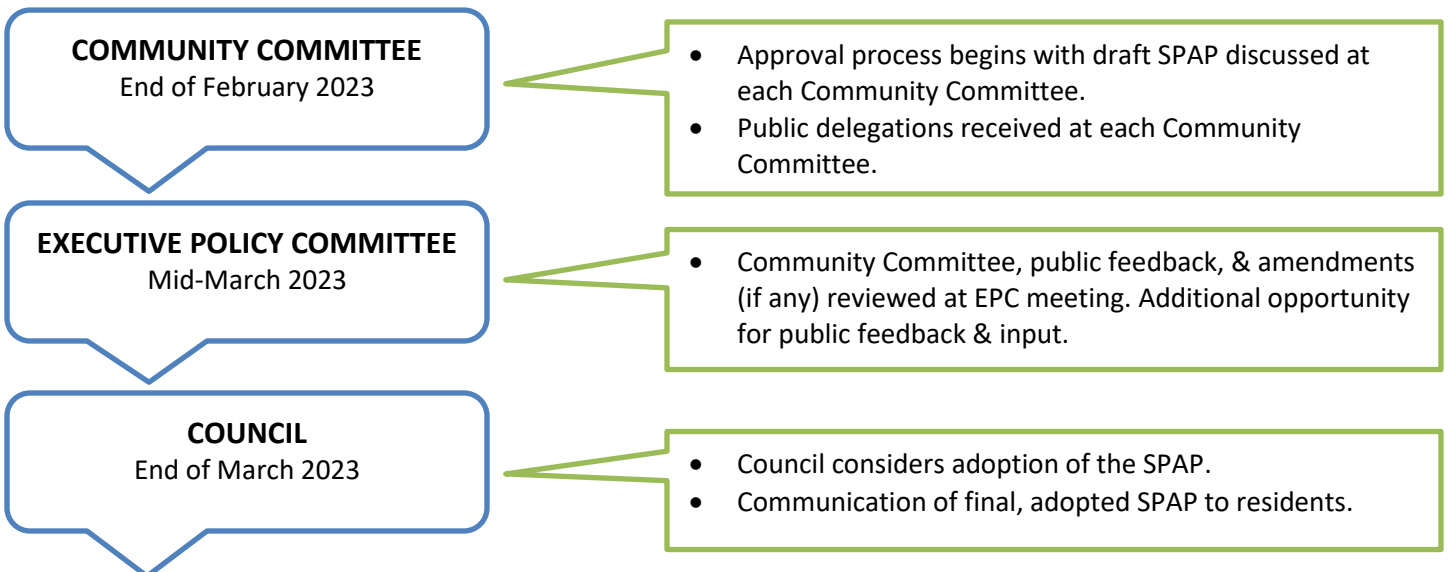 COMMUNITY COMMITTEE
End of February 2023
• Approval process begins with draft SPAP discussed at
each Community Committee.
• Public delegations received at each Community
Committee.
EXECUTIVE POLICY COMMITTEE
Mid-March 2023
• Community Committee, public feedback, & amendments
(if any) reviewed at EPC meeting. Additional opportunity
for public feedback & input.
COUNCIL
End of March 2023
• Council considers adoption of the SPAP.
• Communication of final, adopted SPAP to residents.